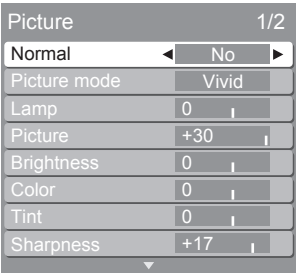 Picture 1/2
Normal No
Picture mode Vivid
Lamp 0
Picture +30
Brightness 0
Color 0
Tint 0
Sharpness +17